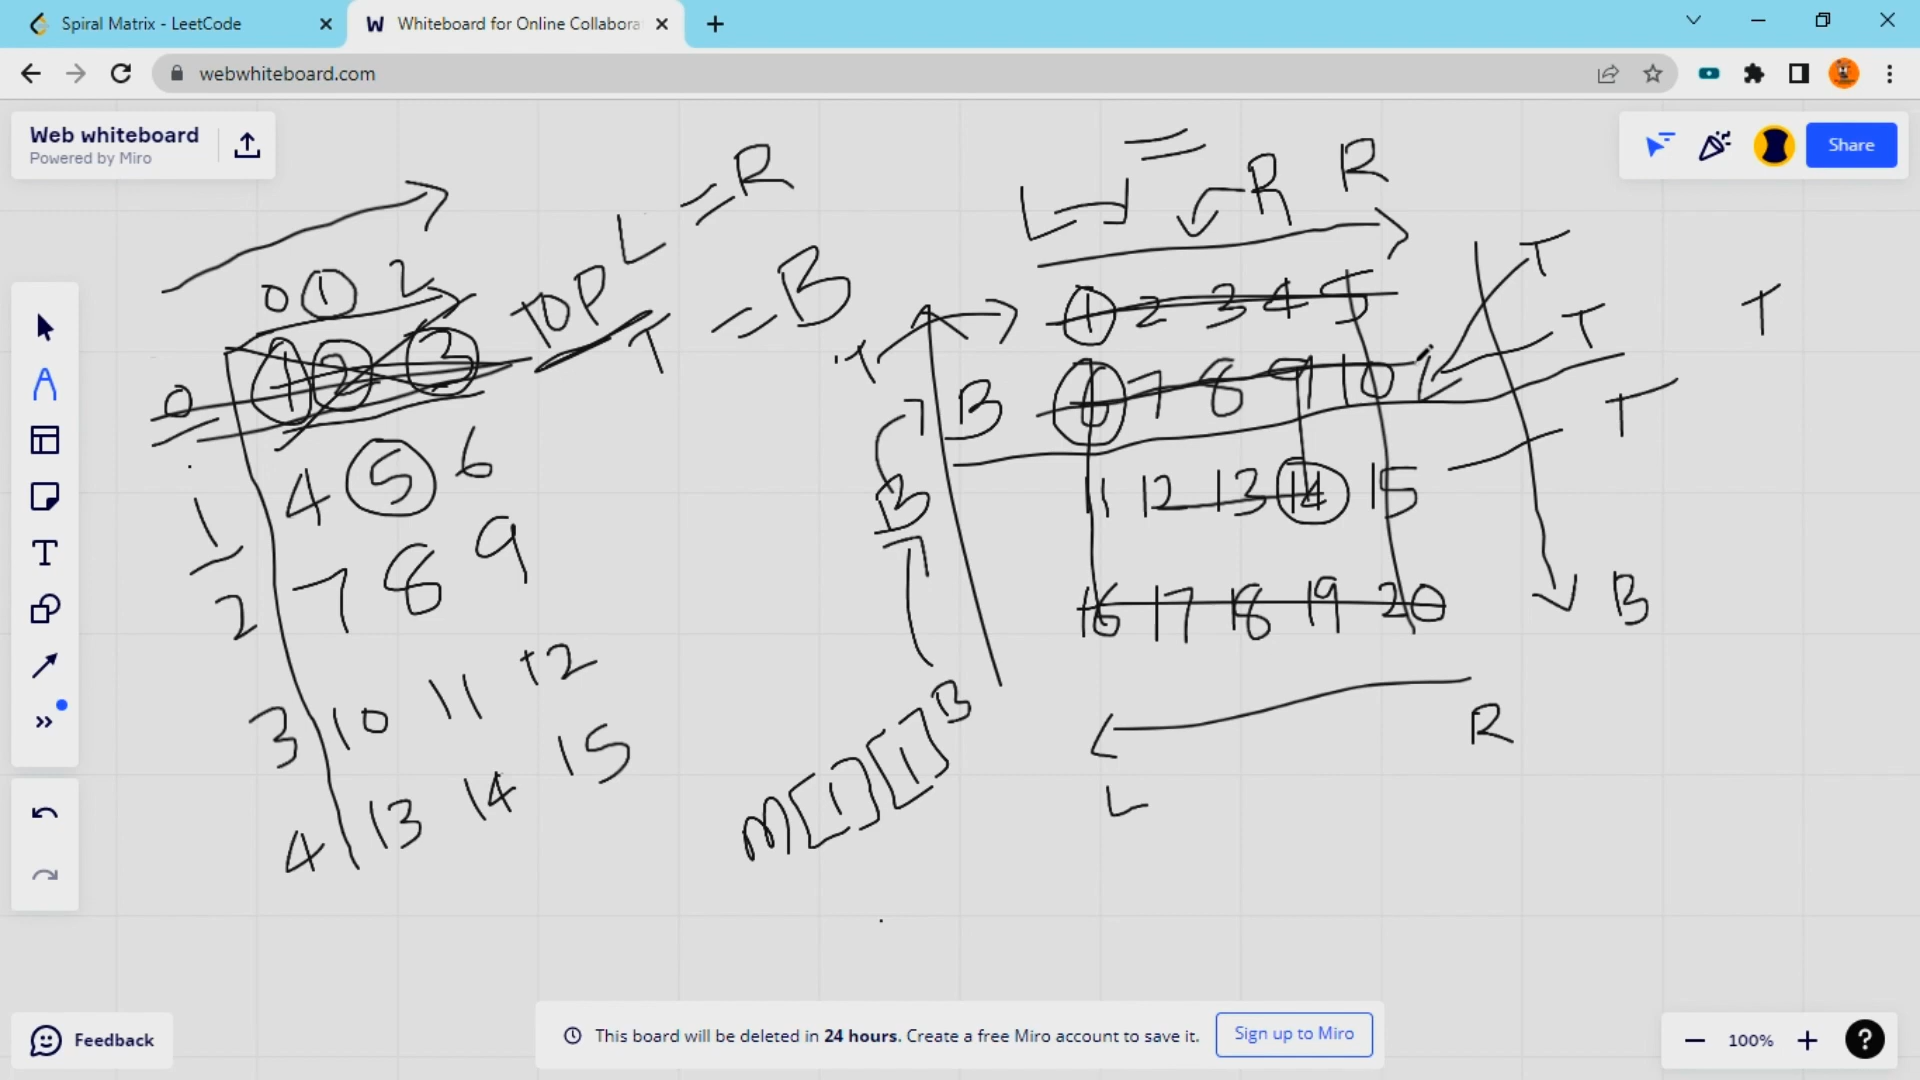 Spiral Matrix - LeetCode
Whiteboard for Online Collabora
webwhiteboard.com
Web whiteboard
Powered by Miro
Share
L = R
TOP
T = B
0 1 2
0 1 2 3
1 4 5 6
2 7 8 9
3 10 11 12
4 13 14 15
L R R
T
T
T
T
T
1 2 3 4 5
B 6 7 8 9 10
B 11 12 13 14 15
16 17 18 19 20
B
B
R
L
M[1][1]
Feedback
This board will be deleted in 24 hours. Create a free Miro account to save it.
Sign up to Miro
100%
?